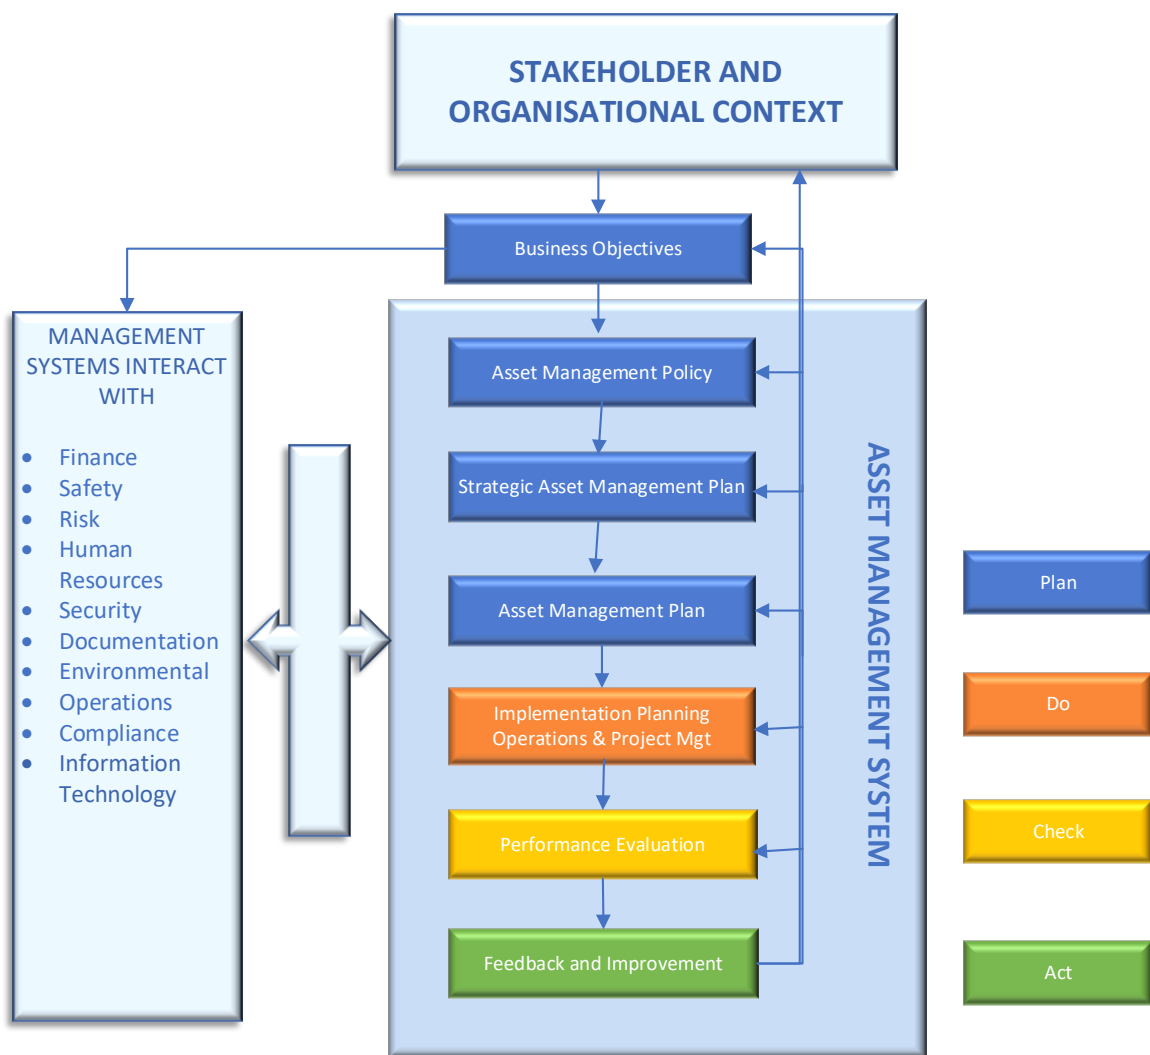 STAKEHOLDER AND
ORGANISATIONAL CONTEXT
Business Objectives
MANAGEMENT
SYSTEMS INTERACT
WITH
• Finance
• Safety
• Risk
• Human
Resources
• Security
• Documentation
• Environmental
• Operations
• Compliance
• Information
Technology
Asset Management Policy
Strategic Asset Management Plan
Asset Management Plan
Implementation Planning
Operations & Project Mgt
Performance Evaluation
Feedback and Improvement
ASSET MANAGEMENT SYSTEM
Plan
Do
Check
Act